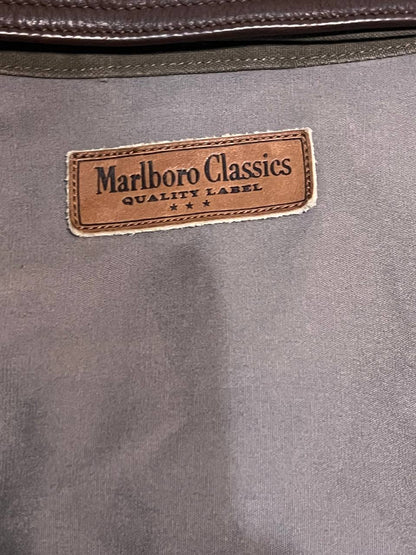 Marlboro Classics
QUALITY LABEL
★ ★ ★